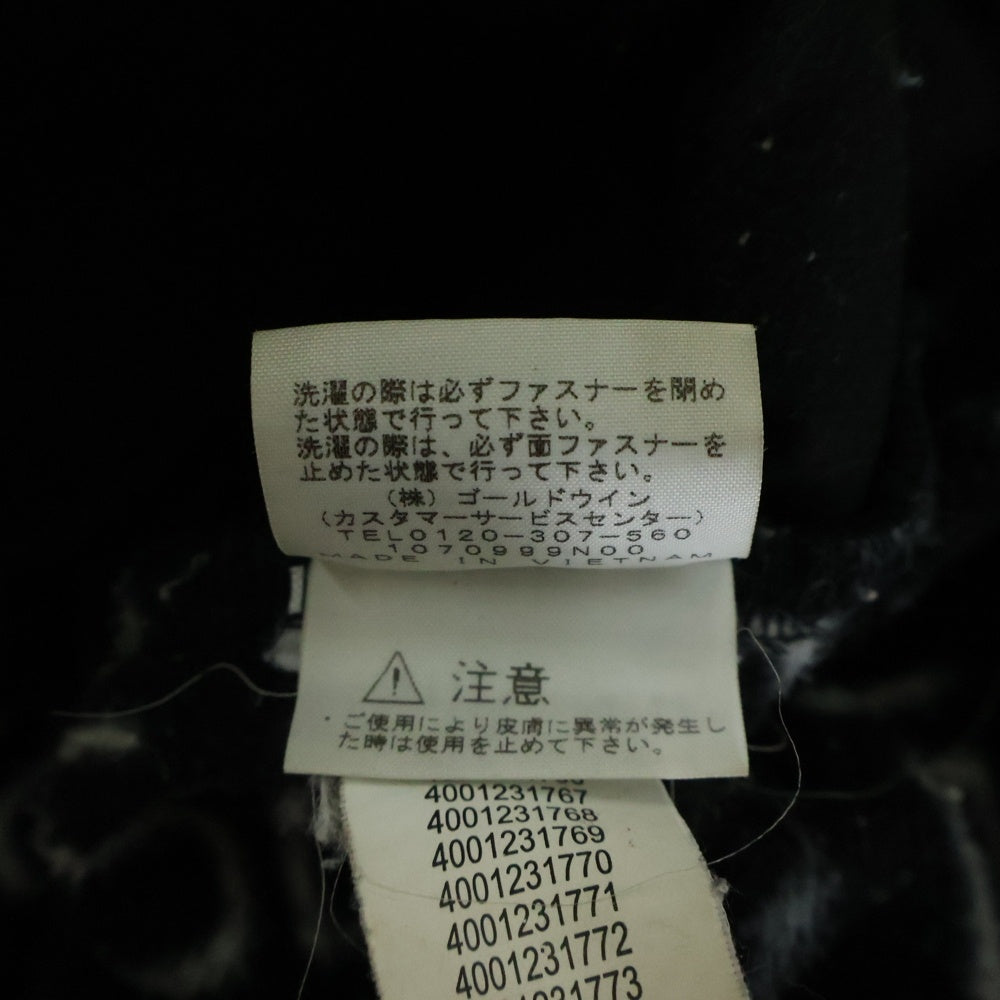 洗濯の際は必ずファスナーを閉め
た状態で行って下さい。
洗濯の際は、必ず面ファスナーを
止めた状態で行って下さい。
(株)ゴールドウイン
(カスタマーサービスセンター)
TEL0120-307-560
1070999N00
MADE IN VIETNAM
注意
・ご使用により皮膚に異常が発生し
た時は使用を止めて下さい。
4001231767
4001231768
4001231769
4001231770
4001231771
4001231772
4001231773